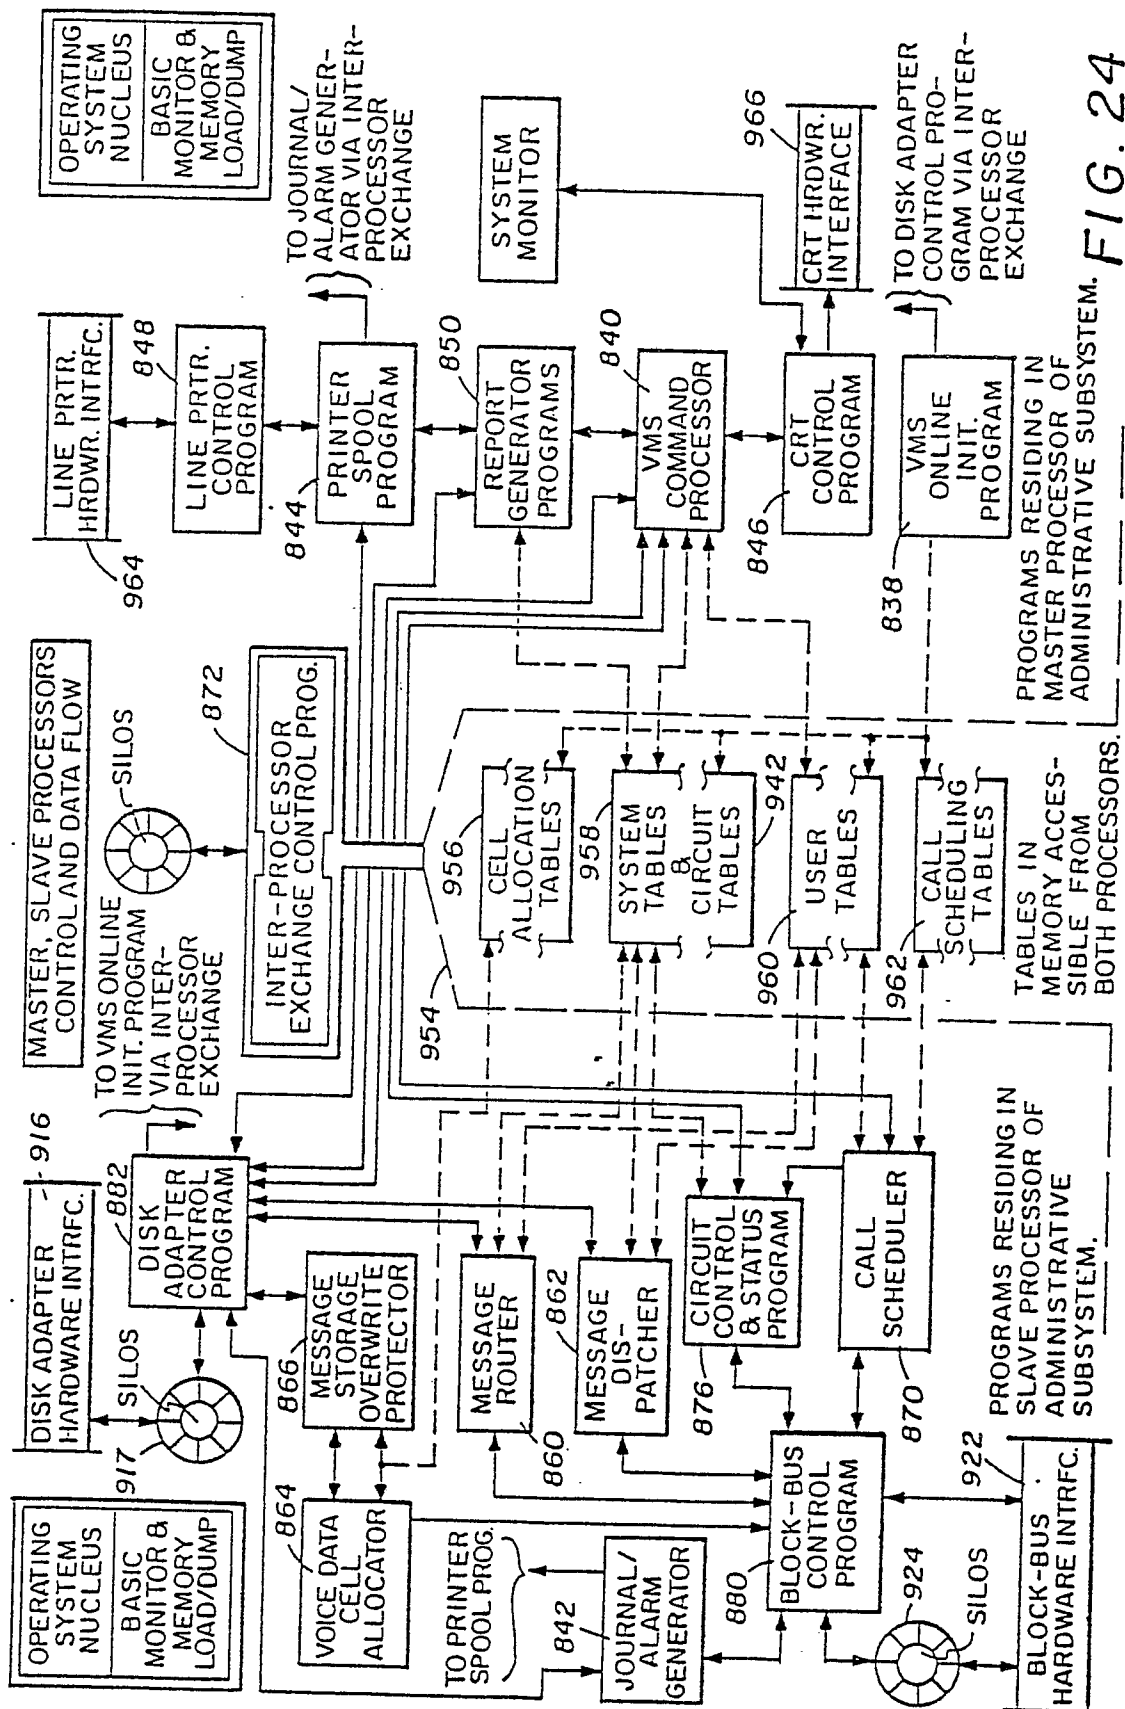 OPERATING
SYSTEM
NUCLEUS
BASIC
MONITOR &
MEMORY
LOAD/DUMP
DISK ADAPTER
HARDWARE INTRFC.
916
MASTER, SLAVE PROCESSORS
CONTROL AND DATA FLOW
LINE PRTR.
HRDWR. INTRFC.
964
OPERATING
SYSTEM
NUCLEUS
BASIC
MONITOR &
MEMORY
LOAD/DUMP
917
SILOS
882
DISK
ADAPTER
CONTROL
PROGRAM
TO VMS ONLINE
INIT. PROGRAM
VIA INTER-
PROCESSOR
EXCHANGE
SILOS
872
INTER-PROCESSOR
EXCHANGE CONTROL PROG.
848
LINE PRTR.
CONTROL
PROGRAM
844
PRINTER
SPOOL
PROGRAM
TO JOURNAL/
ALARM GENER-
ATOR VIA INTER-
PROCESSOR
EXCHANGE
864
VOICE DATA
CELL
ALLOCATOR
866
MESSAGE
STORAGE
OVERWRITE
PROTECTOR
954
956
CELL
ALLOCATION
TABLES
850
REPORT
GENERATOR
PROGRAMS
SYSTEM
MONITOR
TO PRINTER
SPOOL PROG.
MESSAGE
ROUTER
860
862
MESSAGE
DIS-
PATCHER
958
SYSTEM
TABLES
&
CIRCUIT
TABLES
942
840
VMS
COMMAND
PROCESSOR
842
JOURNAL/
ALARM
GENERATOR
CIRCUIT
CONTROL
& STATUS
PROGRAM
876
960
USER
TABLES
846
CRT
CONTROL
PROGRAM
966
CRT HRDWR.
INTERFACE
880
BLOCK-BUS
CONTROL
PROGRAM
CALL
SCHEDULER
870
962
CALL
SCHEDULING
TABLES
838
VMS
ONLINE
INIT.
PROGRAM
TO DISK ADAPTER
CONTROL PRO-
GRAM VIA INTER-
PROCESSOR
EXCHANGE
924
SILOS
922
BLOCK-BUS
HARDWARE INTRFC.
PROGRAMS RESIDING IN
SLAVE PROCESSOR OF
ADMINISTRATIVE
SUBSYSTEM.
TABLES IN
MEMORY ACCES-
SIBLE FROM
BOTH PROCESSORS.
PROGRAMS RESIDING IN
MASTER PROCESSOR OF
ADMINISTRATIVE SUBSYSTEM.
FIG. 24